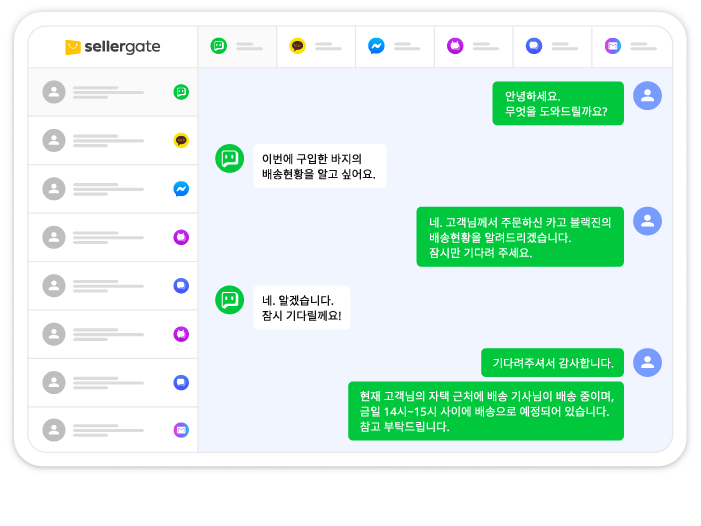 sellergate
안녕하세요.
무엇을 도와드릴까요?
이번에 구입한 바지의
배송현황을 알고 싶어요.
네. 고객님께서 주문하신 카고 블랙진의
배송현황을 알려드리겠습니다.
잠시만 기다려 주세요.
네. 알겠습니다.
잠시 기다릴께요!
기다려주셔서 감사합니다.
현재 고객님의 자택 근처에 배송 기사님이 배송 중이며,
금일 14시~15시 사이에 배송으로 예정되어 있습니다.
참고 부탁드립니다.